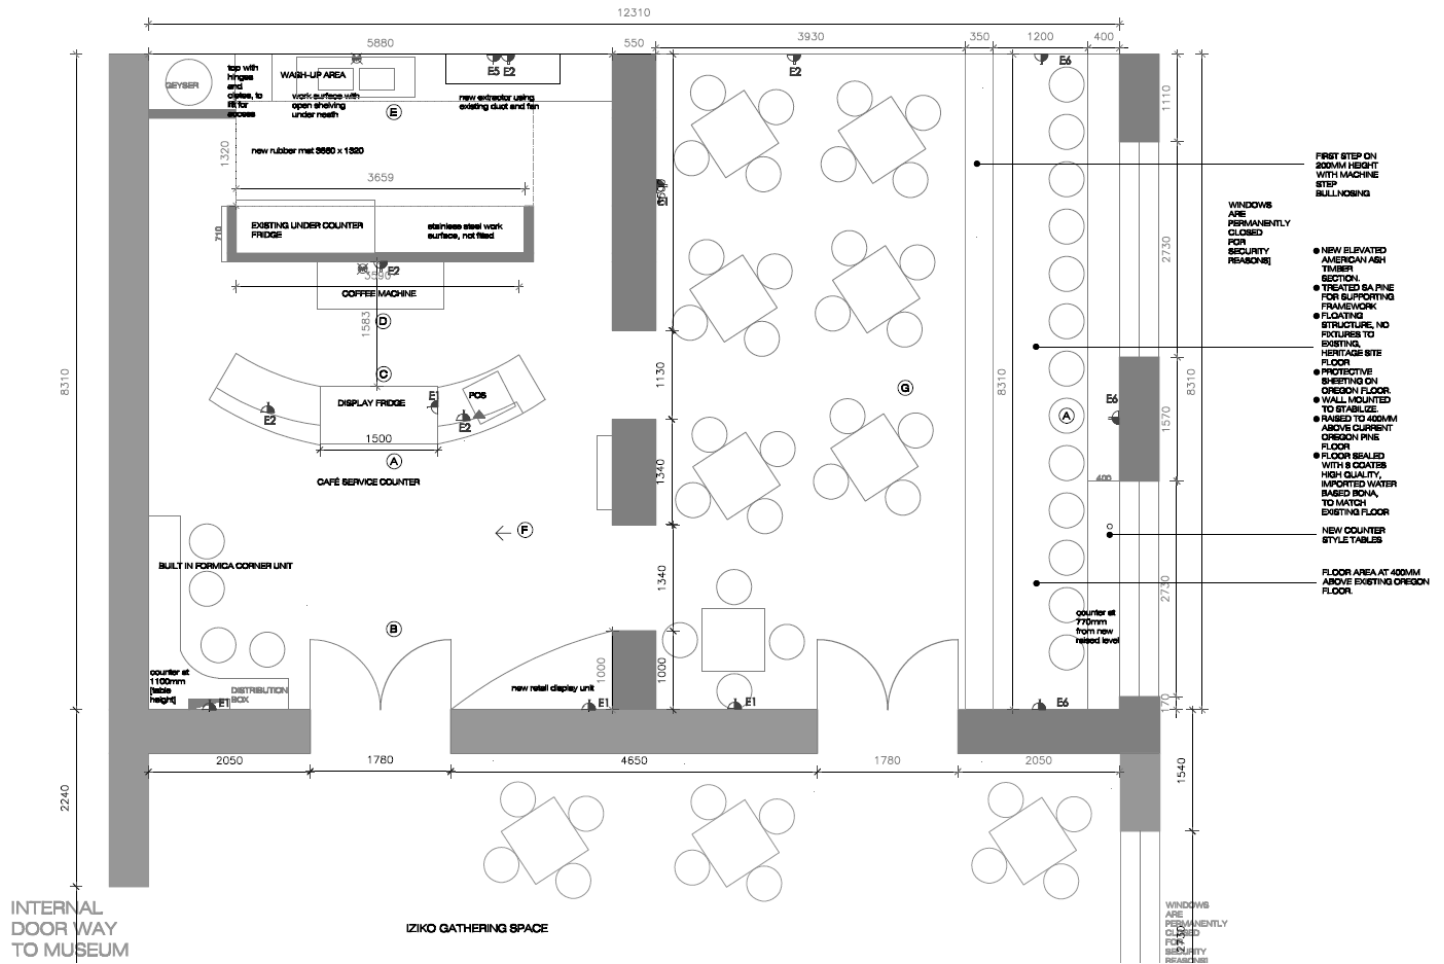 12310
5880
550
3930
350
1200
400
GEYSER
top with
hinges
and
fit for
access
WASH-UP AREA
work surface with
open shelving
under neath
E5
E2
new extractor using
existing duct and fan
E
E2
E6
1110
1320
new rubber mat 3660 x 1320
3659
710
EXISTING UNDER COUNTER
FRIDGE
stainless steel work
surface, not fitted
E2
3590
COFFEE MACHINE
1583
D
C
DISPLAY FRIDGE
E1
POS
E2
E2
1500
A
CAFÉ SERVICE COUNTER
F
BUILT IN FORMICA CORNER UNIT
B
counter at
1100mm
[table
height]
DISTRIBUTION
BOX
E1
new retail display unit
E1
1000
8310
1130
1340
1340
1000
G
8310
E1
E6
A
E6
400
counter at
770mm
from new
raised level
2730
1570
2730
170
8310
FIRST STEP ON
200MM HEIGHT
WITH MACHINE
STEP
BULLNOSING
WINDOWS
ARE
PERMANENTLY
CLOSED
FOR
SECURITY
REASONS]
NEW ELEVATED
AMERICAN ASH
TIMBER
SECTION.
TREATED SA PINE
FOR SUPPORTING
FRAMEWORK
FLOATING
STRUCTURE, NO
FIXTURES TO
EXISTING,
HERITAGE SITE
FLOOR
PROTECTIVE
SHEETING ON
OREGON FLOOR.
WALL MOUNTED
TO STABILIZE.
RAISED TO 400MM
ABOVE CURRENT
OREGON PINE
FLOOR
FLOOR SEALED
WITH 3 COATS
HIGH QUALITY,
IMPORTED WATER
BASED BONA,
TO MATCH
EXISTING FLOOR
NEW COUNTER
STYLE TABLES
FLOOR AREA AT 400MM
ABOVE EXISTING OREGON
FLOOR.
2050
1780
4650
1780
2050
1540
2240
INTERNAL
DOOR WAY
TO MUSEUM
IZIKO GATHERING SPACE
WINDOWS
ARE
PERMANENTLY
CLOSED
FOR
SECURITY
REASONS]
2730